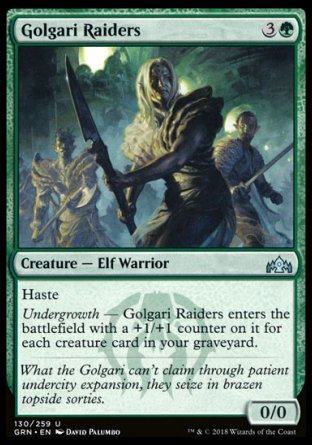 Golgari Raiders 3
Creature — Elf Warrior
Haste
Undergrowth — Golgari Raiders enters the
battlefield with a +1/+1 counter on it for
each creature card in your graveyard.
What the Golgari can't claim through patient
undercity expansion, they seize in brazen
topside sorties.
0/0
130/259 U
GRN • EN DAVID PALUMBO
™ & © 2018 Wizards of the Coast